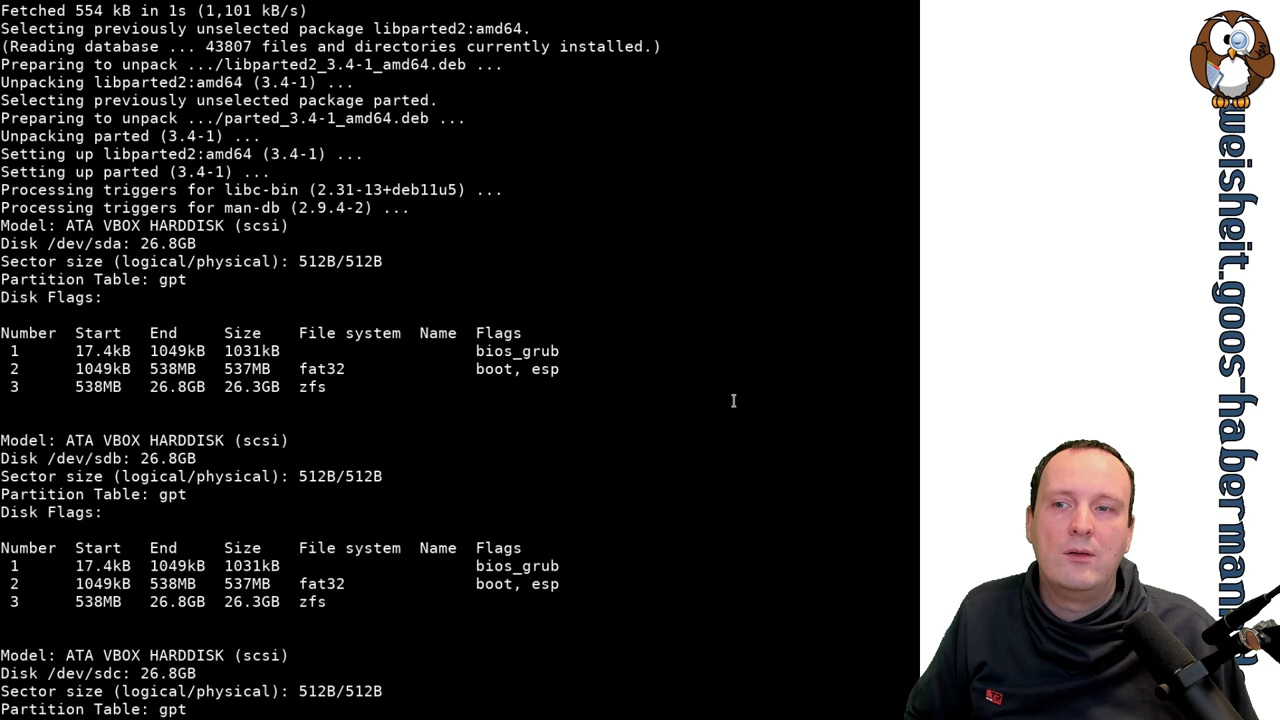 Fetched 554 kB in 1s (1,101 kB/s)
Selecting previously unselected package libparted2:amd64.
(Reading database ... 43807 files and directories currently installed.)
Preparing to unpack .../libparted2_3.4-1_amd64.deb ...
Unpacking libparted2:amd64 (3.4-1) ...
Selecting previously unselected package parted.
Preparing to unpack .../parted_3.4-1_amd64.deb ...
Unpacking parted (3.4-1) ...
Setting up libparted2:amd64 (3.4-1) ...
Setting up parted (3.4-1) ...
Processing triggers for libc-bin (2.31-13+deb11u5) ...
Processing triggers for man-db (2.9.4-2) ...
Model: ATA VBOX HARDDISK (scsi)
Disk /dev/sda: 26.8GB
Sector size (logical/physical): 512B/512B
Partition Table: gpt
Disk Flags:
Number  Start   End     Size    File system  Name  Flags
1      17.4kB  1049kB  1031kB                     bios_grub
2      1049kB  538MB   537MB   fat32              boot, esp
3      538MB   26.8GB  26.3GB  zfs
Model: ATA VBOX HARDDISK (scsi)
Disk /dev/sdb: 26.8GB
Sector size (logical/physical): 512B/512B
Partition Table: gpt
Disk Flags:
Number  Start   End     Size    File system  Name  Flags
1      17.4kB  1049kB  1031kB                     bios_grub
2      1049kB  538MB   537MB   fat32              boot, esp
3      538MB   26.8GB  26.3GB  zfs
Model: ATA VBOX HARDDISK (scsi)
Disk /dev/sdc: 26.8GB
Sector size (logical/physical): 512B/512B
Partition Table: gpt